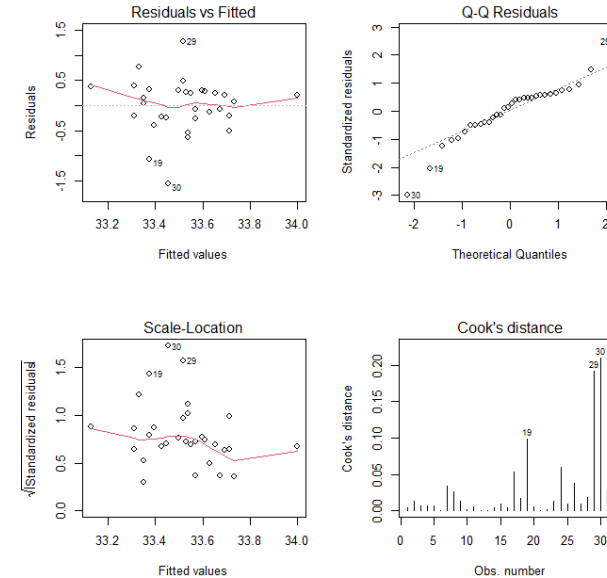 Residuals vs Fitted
Residuals
1.5
0.5
-0.5
-1.5
29
19
30
33.2 33.4 33.6 33.8 34.0
Fitted values
Q-Q Residuals
Standardized residuals
3
2
1
0
-1
-2
-3
29
19
30
-2 -1 0 1 2
Theoretical Quantiles
Scale-Location
√|Standardized residuals|
1.5
1.0
0.5
0.0
30
29
19
33.2 33.4 33.6 33.8 34.0
Fitted values
Cook's distance
Cook's distance
0.20
0.15
0.10
0.05
0.00
30
29
19
0 5 10 15 20 25 30
Obs. number